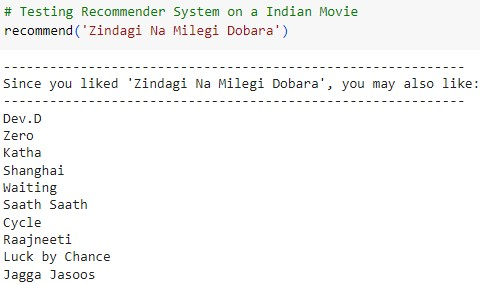 # Testing Recommender System on a Indian Movie
recommend('Zindagi Na Milegi Dobara')
-------------------------------------------------------------
Since you liked 'Zindagi Na Milegi Dobara', you may also like:
-------------------------------------------------------------
Dev.D
Zero
Katha
Shanghai
Waiting
Saath Saath
Cycle
Raajneeti
Luck by Chance
Jagga Jasoos